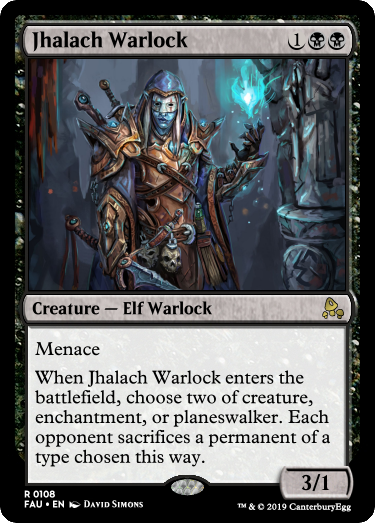 Jhalach Warlock 1
Creature — Elf Warlock
Menace
When Jhalach Warlock enters the
battlefield, choose two of creature,
enchantment, or planeswalker. Each
opponent sacrifices a permanent of a
type chosen this way.
3/1
R 0108
FAU • EN DAVID SIMONS
™ & © 2019 CanterburyEgg